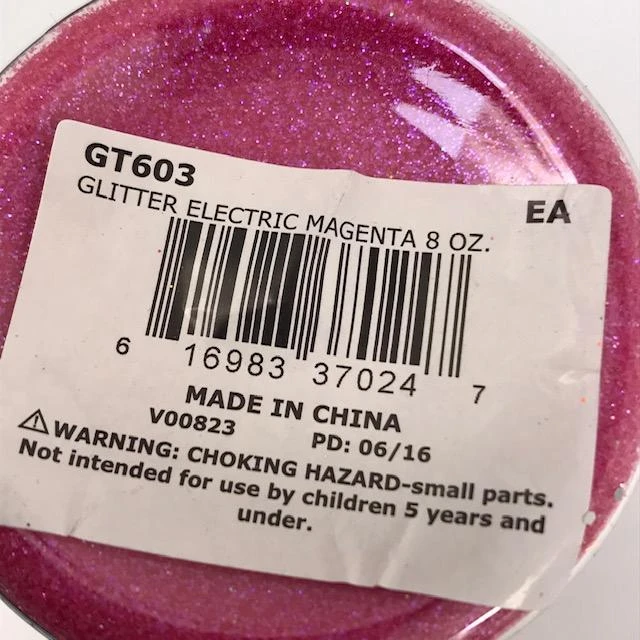 GT603
EA
GLITTER ELECTRIC MAGENTA 8 OZ.
6 16983 37024 7
MADE IN CHINA
V00823 PD: 06/16
⚠WARNING: CHOKING HAZARD-small parts.
Not intended for use by children 5 years and
under.